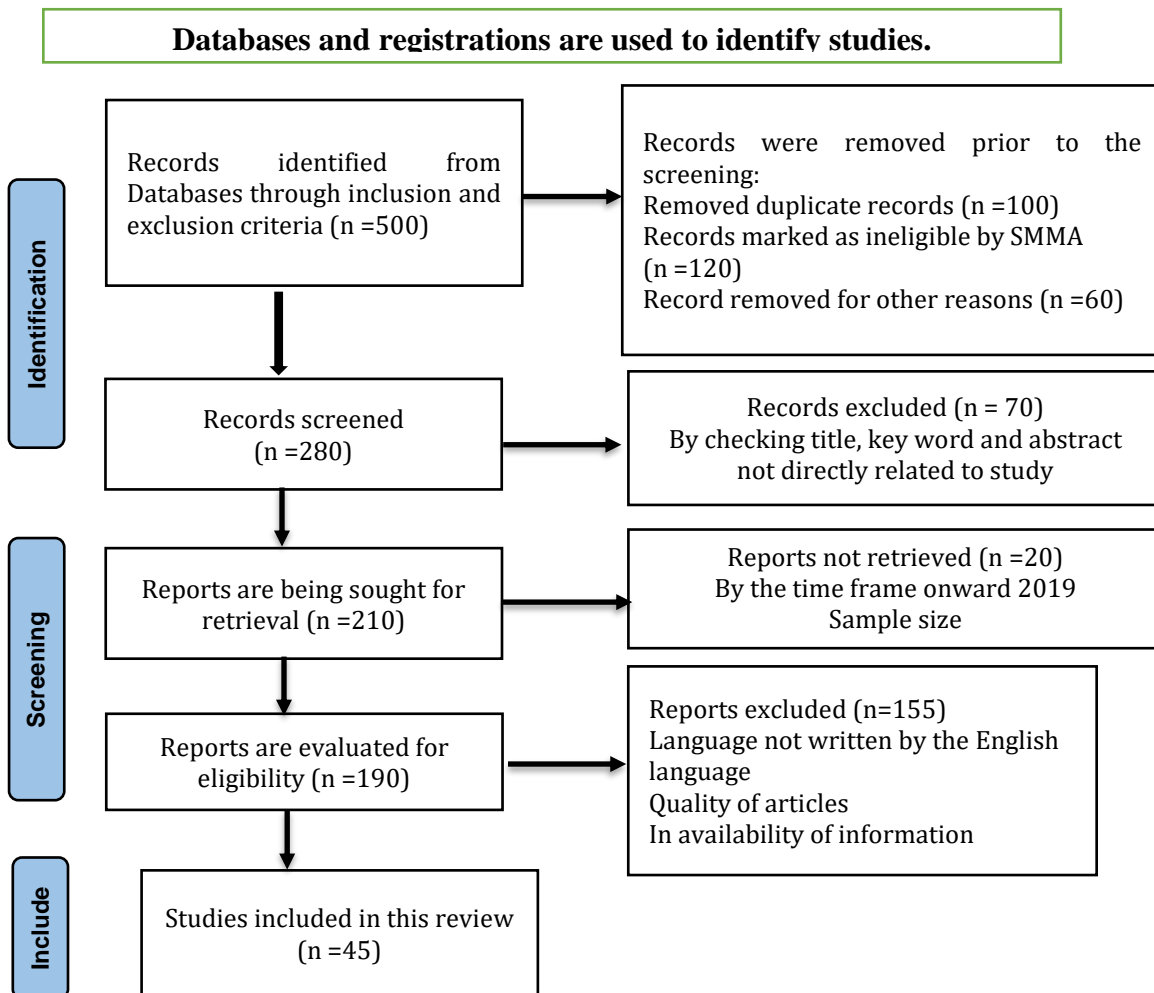 Databases and registrations are used to identify studies.
Identification
Records identified from
Databases through inclusion and
exclusion criteria (n =500)
Records were removed prior to the
screening:
Removed duplicate records (n =100)
Records marked as ineligible by SMMA
(n =120)
Record removed for other reasons (n =60)
Records screened
(n =280)
Records excluded (n = 70)
By checking title, key word and abstract
not directly related to study
Screening
Reports are being sought for
retrieval (n =210)
Reports not retrieved (n =20)
By the time frame onward 2019
Sample size
Reports are evaluated for
eligibility (n =190)
Reports excluded (n=155)
Language not written by the English
language
Quality of articles
In availability of information
Include
Studies included in this review
(n =45)